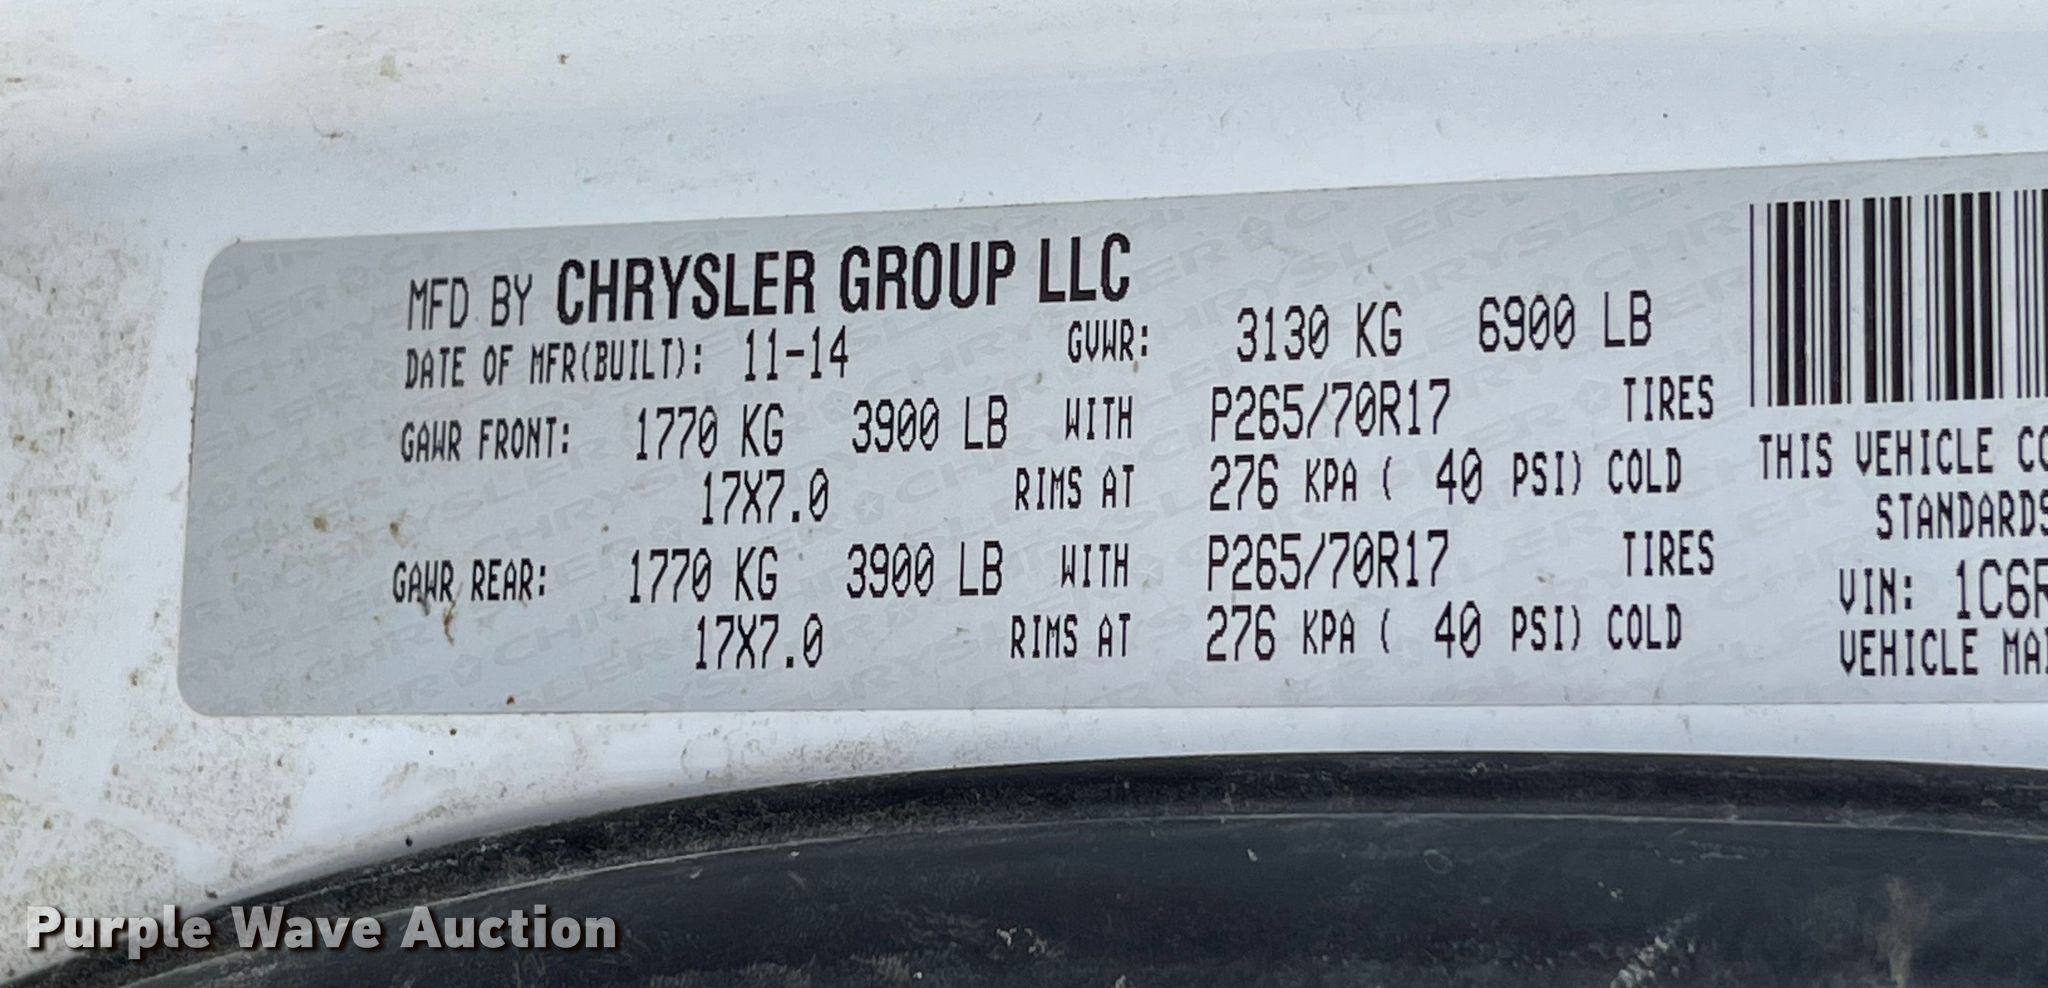 MFD BY CHRYSLER GROUP LLC
DATE OF MFR(BUILT): 11-14 GVWR: 3130 KG 6900 LB
GAWR FRONT: 1770 KG 3900 LB WITH P265/70R17 TIRES
17X7.0 RIMS AT 276 KPA ( 40 PSI) COLD
GAWR REAR: 1770 KG 3900 LB WITH P265/70R17 TIRES
17X7.0 RIMS AT 276 KPA ( 40 PSI) COLD
THIS VEHICLE CO
STANDARDS
VIN: 1C6R
VEHICLE MA
Purple Wave Auction